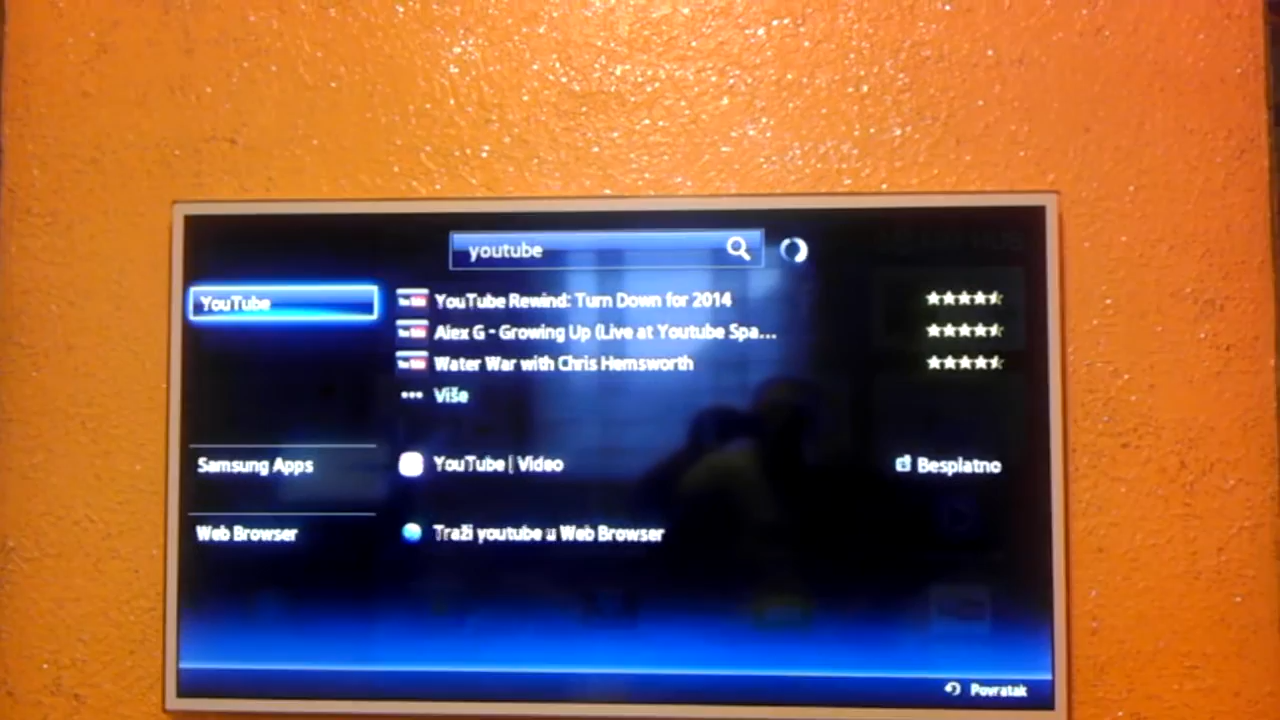 youtube
YouTube
YouTube Rewind: Turn Down for 2014
Alex G - Growing Up (Live at Youtube Spa...
Water War with Chris Hemsworth
••• Više
Samsung Apps
YouTube | Video
Besplatno
Web Browser
Traži youtube u Web Browser
Povratak